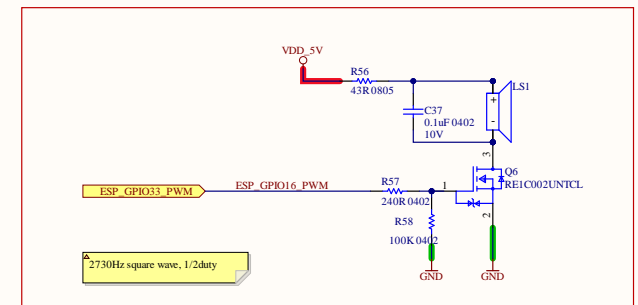 VDD_5V
R56
43R 0805
LS1
+
-
C37
0.1uF 0402
10V
3
Q6
RE1C002UNTCL
ESP_GPIO33_PWM
ESP_GPIO16_PWM
R57
240R 0402
1
2
R58
100K 0402
GND
GND
2730Hz square wave, 1/2duty